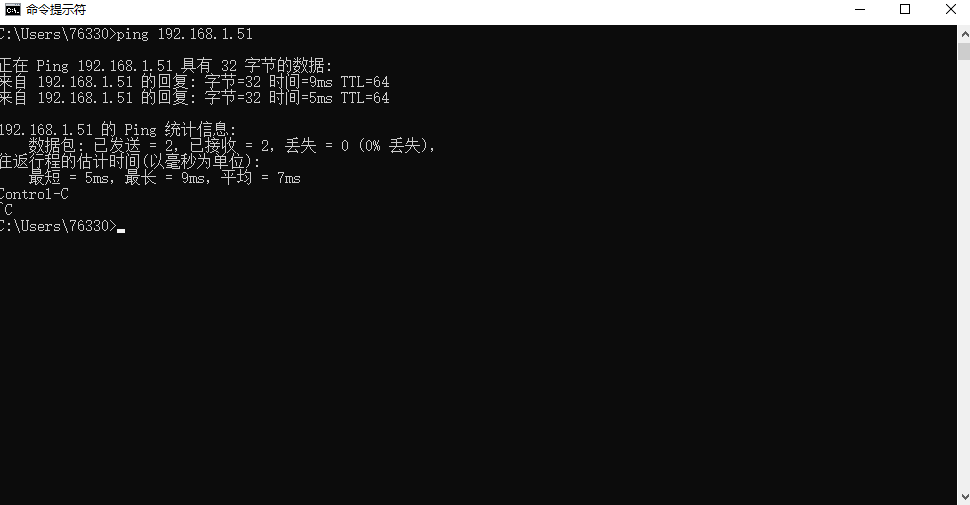 命令提示符
C:\Users\76330>ping 192.168.1.51
正在 Ping 192.168.1.51 具有 32 字节的数据:
来自 192.168.1.51 的回复: 字节=32 时间=9ms TTL=64
来自 192.168.1.51 的回复: 字节=32 时间=5ms TTL=64
192.168.1.51 的 Ping 统计信息:
数据包: 已发送 = 2，已接收 = 2，丢失 = 0 (0% 丢失)，
往返行程的估计时间(以毫秒为单位):
最短 = 5ms，最长 = 9ms，平均 = 7ms
Control-C
^C
C:\Users\76330>